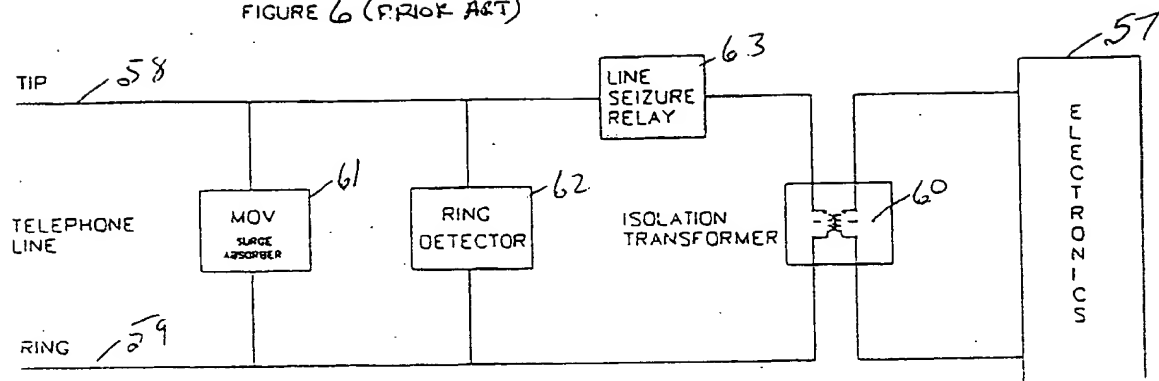 FIGURE 6 (PRIOR ART)
57
63
58
TIP
LINE
SEIZURE
RELAY
ELECTRONICS
61
62
60
MOV
SURGE
ABSORBER
RING
DETECTOR
TELEPHONE
LINE
ISOLATION
TRANSFORMER
59
RING